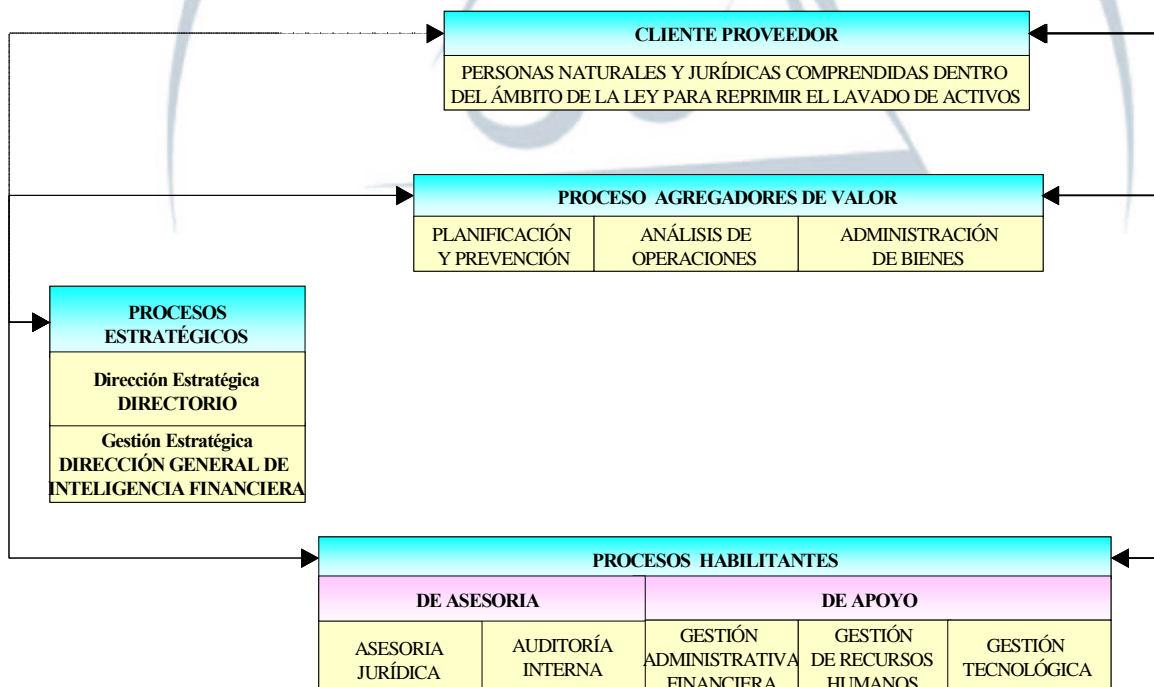 CLIENTE PROVEEDOR
PERSONAS NATURALES Y JURÍDICAS COMPRENDIDAS DENTRO
DEL ÁMBITO DE LA LEY PARA REPRIMIR EL LAVADO DE ACTIVOS
PROCESO AGREGADORES DE VALOR
PLANIFICACIÓN
Y PREVENCIÓN
ANÁLISIS DE
OPERACIONES
ADMINISTRACIÓN
DE BIENES
PROCESOS
ESTRATÉGICOS
Dirección Estratégica
DIRECTORIO
Gestión Estratégica
DIRECCIÓN GENERAL DE
INTELIGENCIA FINANCIERA
PROCESOS HABILITANTES
DE ASESORIA
DE APOYO
ASESORIA
JURÍDICA
AUDITORÍA
INTERNA
GESTIÓN
ADMINISTRATIVA
FINANCIERA
GESTIÓN
DE RECURSOS
HUMANOS
GESTIÓN
TECNOLÓGICA